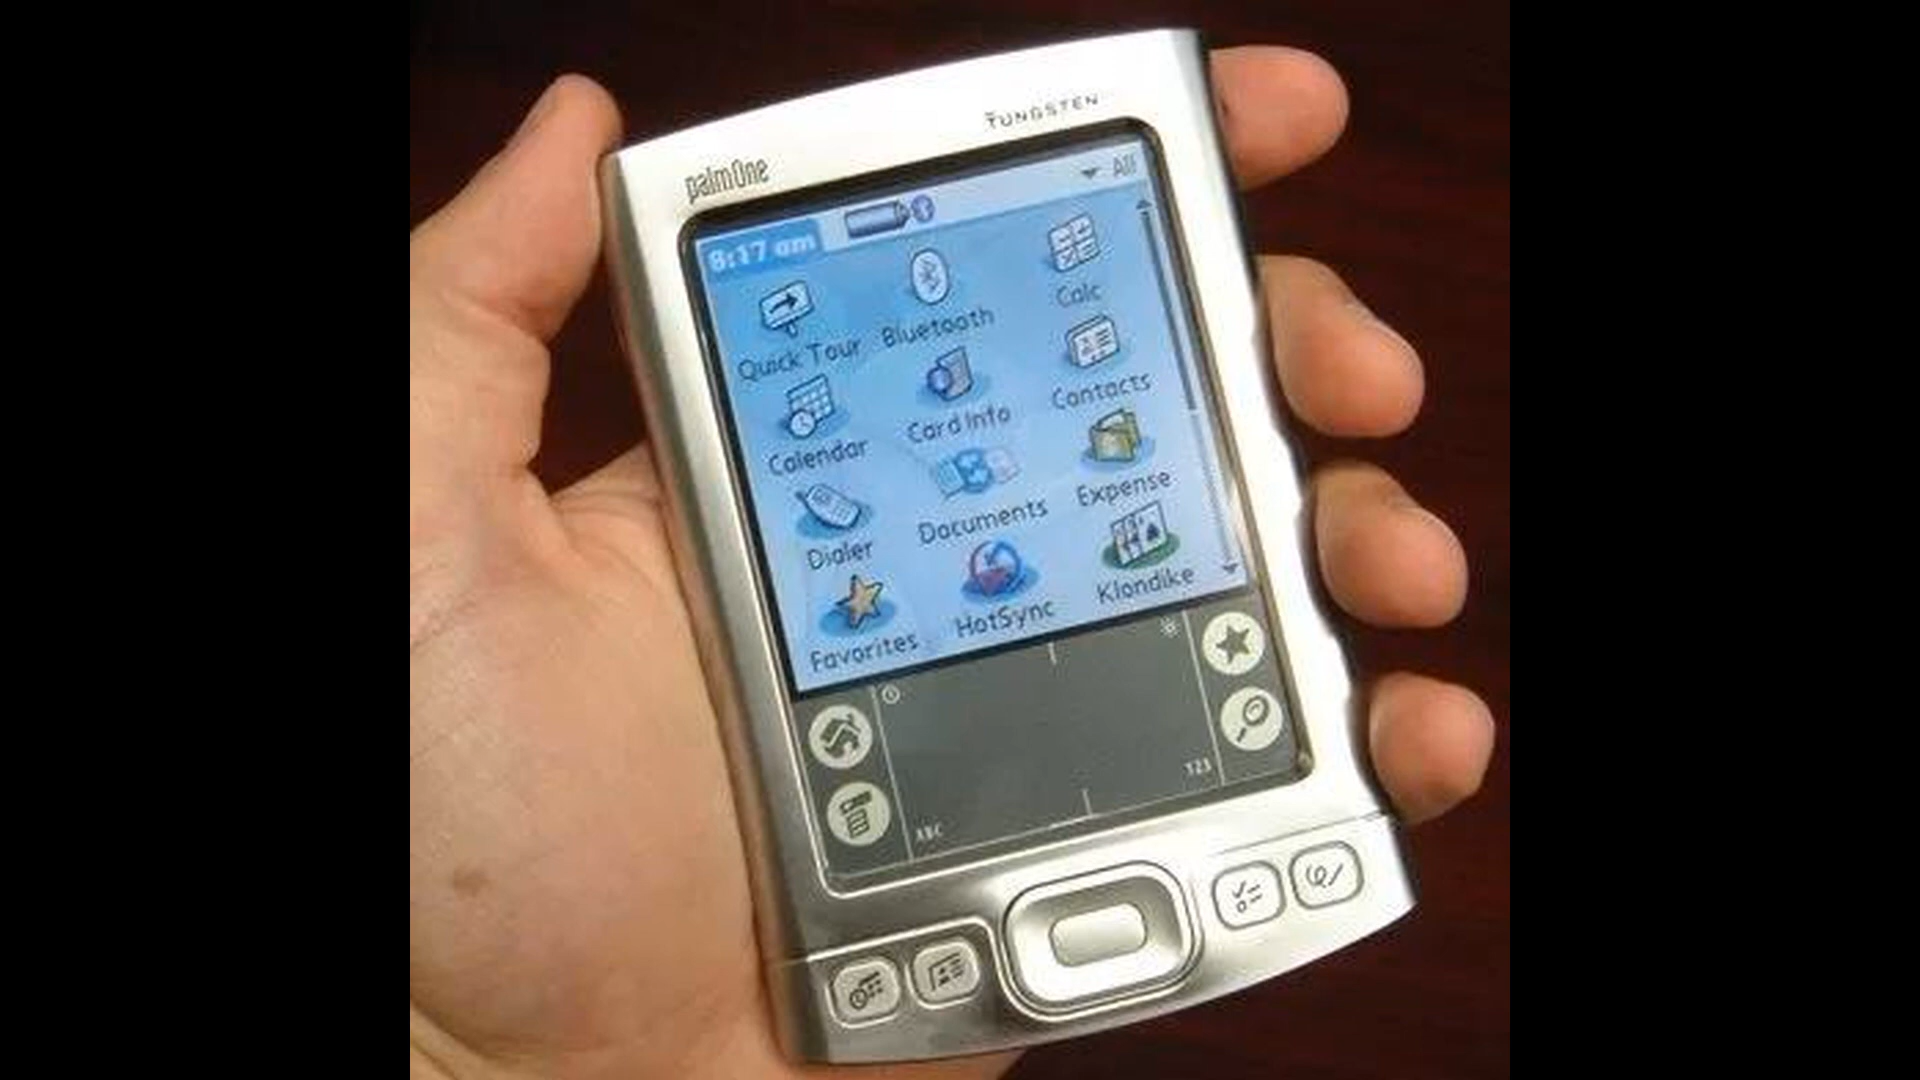 TUNGSTEN
palmOne
All
8:17 am
Quick Tour Bluetooth Calc
Calendar Card Info Contacts
Dialer Documents Expense
Favorites HotSync Klondike
123
ABC